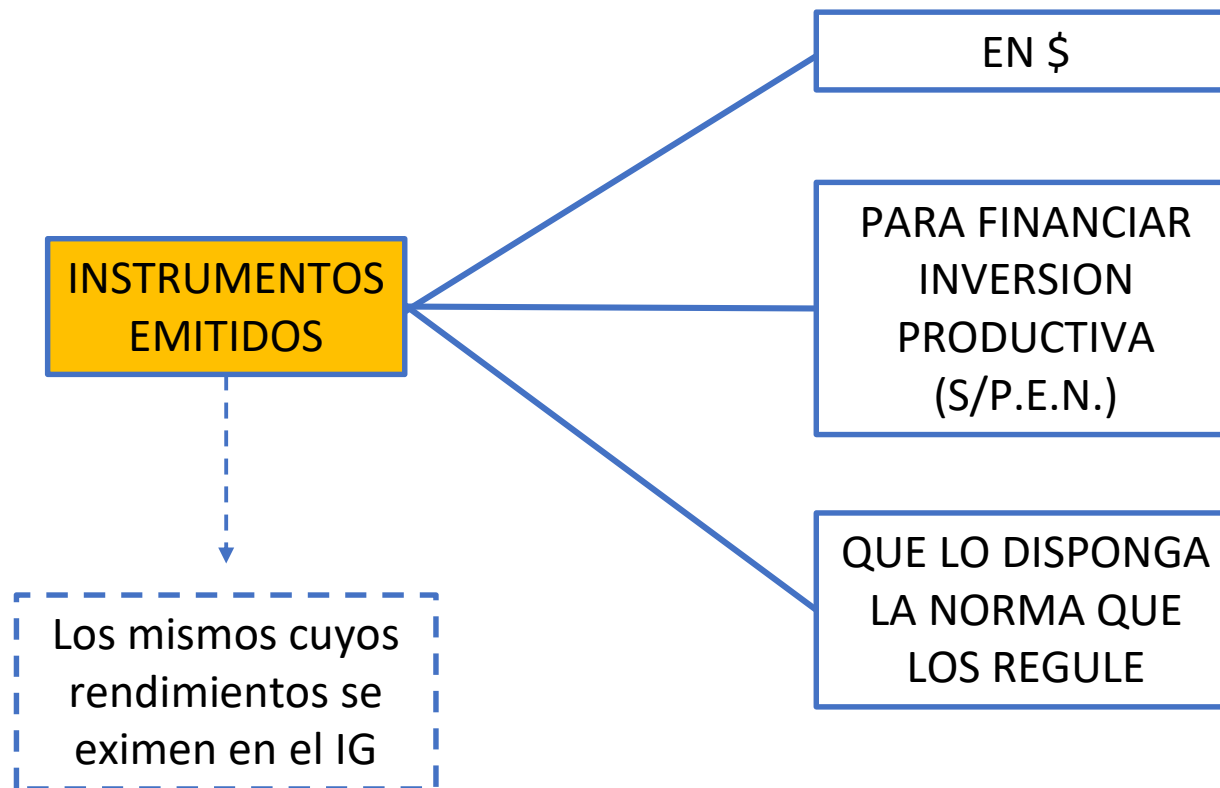 EN $
PARA FINANCIAR
INVERSION
PRODUCTIVA
(S/P.E.N.)
INSTRUMENTOS
EMITIDOS
QUE LO DISPONGA
LA NORMA QUE
LOS REGULE
Los mismos cuyos
rendimientos se
eximen en el IG